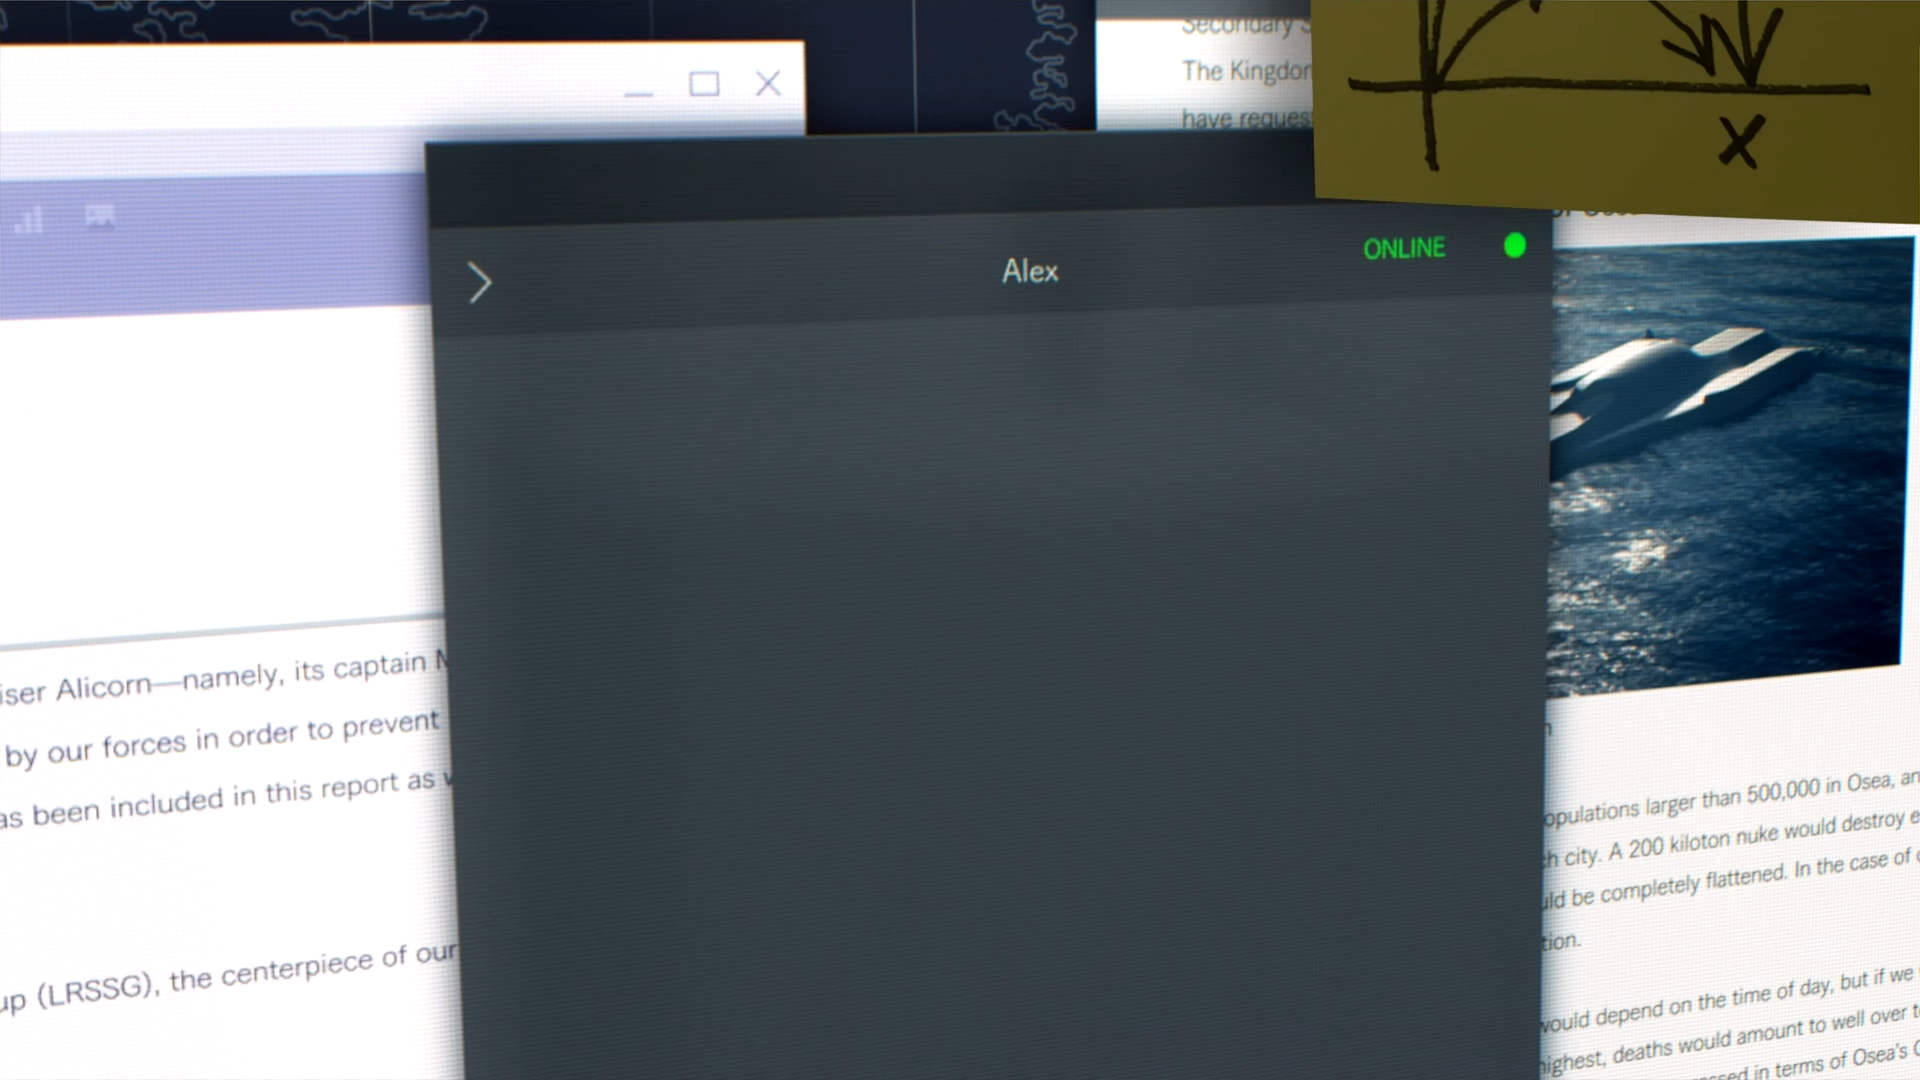 Secondary
The Kingdom
have request
X
Alex
ONLINE
iser Alicorn—namely, its captain
by our forces in order to prevent
as been included in this report as
up (LRSSG), the centerpiece of our
opulations larger than 500,000 in Osea, an
h city. A 200 kiloton nuke would destroy e
uld be completely flattened. In the case of
tion.
would depend on the time of day, but if we
highest, deaths would amount to well over
in terms of Osea's